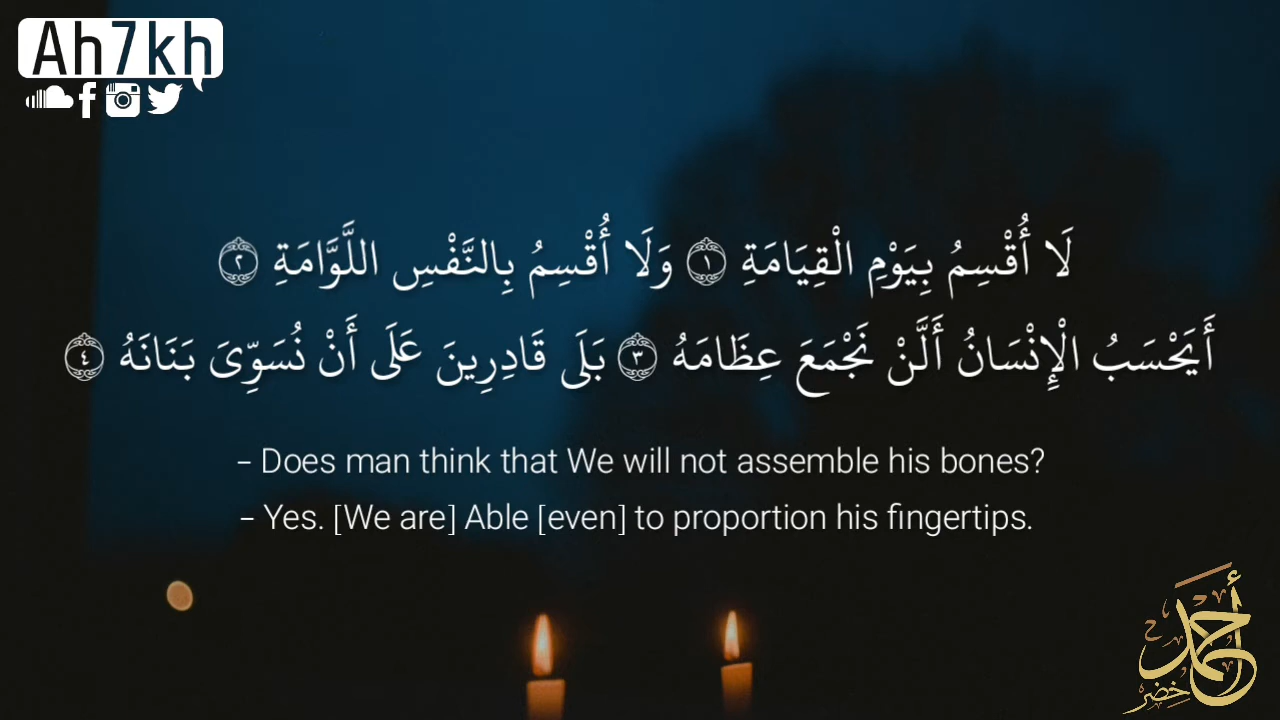 Ah7kh
لَا أُقْسِمُ بِيَوْمِ الْقِيَامَةِ ١ وَلَا أُقْسِمُ بِالنَّفْسِ اللَّوَّامَةِ ٢
أَيَحْسَبُ الْإِنْسَانُ أَلَّنْ نَجْمَعَ عِظَامَهُ ٣ بَلَى قَادِرِينَ عَلَى أَنْ نُسَوِّىَ بَنَانَهُ ٤
– Does man think that We will not assemble his bones?
– Yes. [We are] Able [even] to proportion his fingertips.
أحمد
خضر